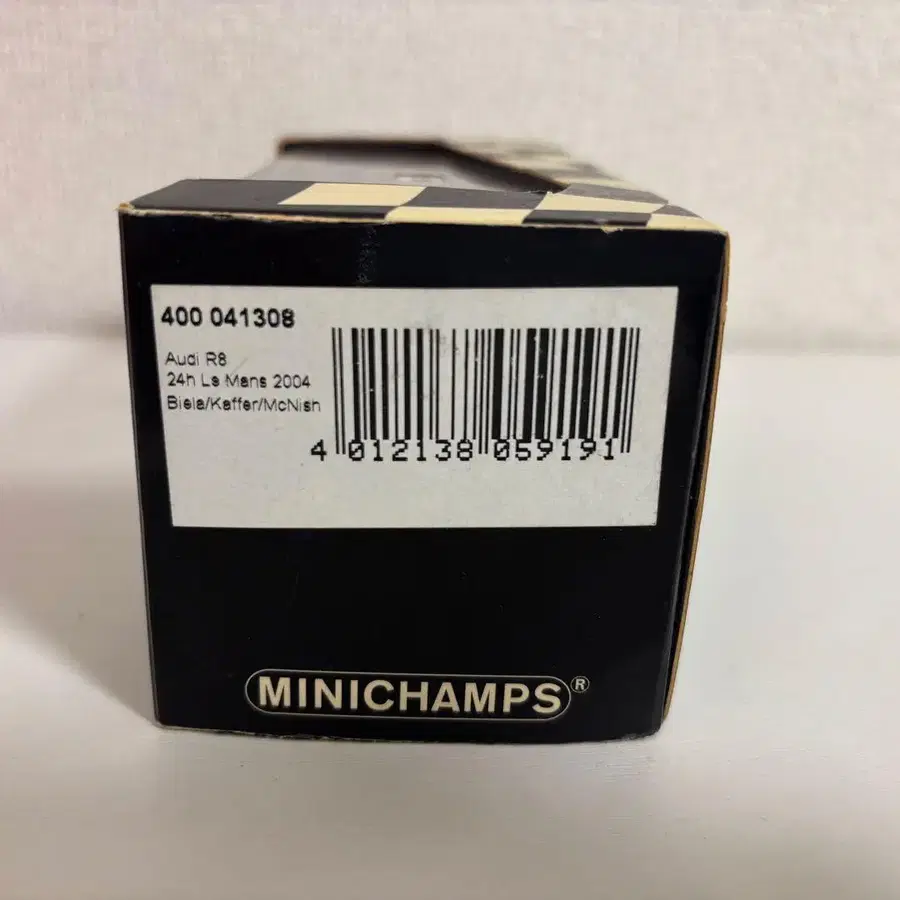 400 041308
Audi R8
24h Le Mans 2004
Biela/Kaffer/McNish
4 012138 059191
MINICHAMPS®